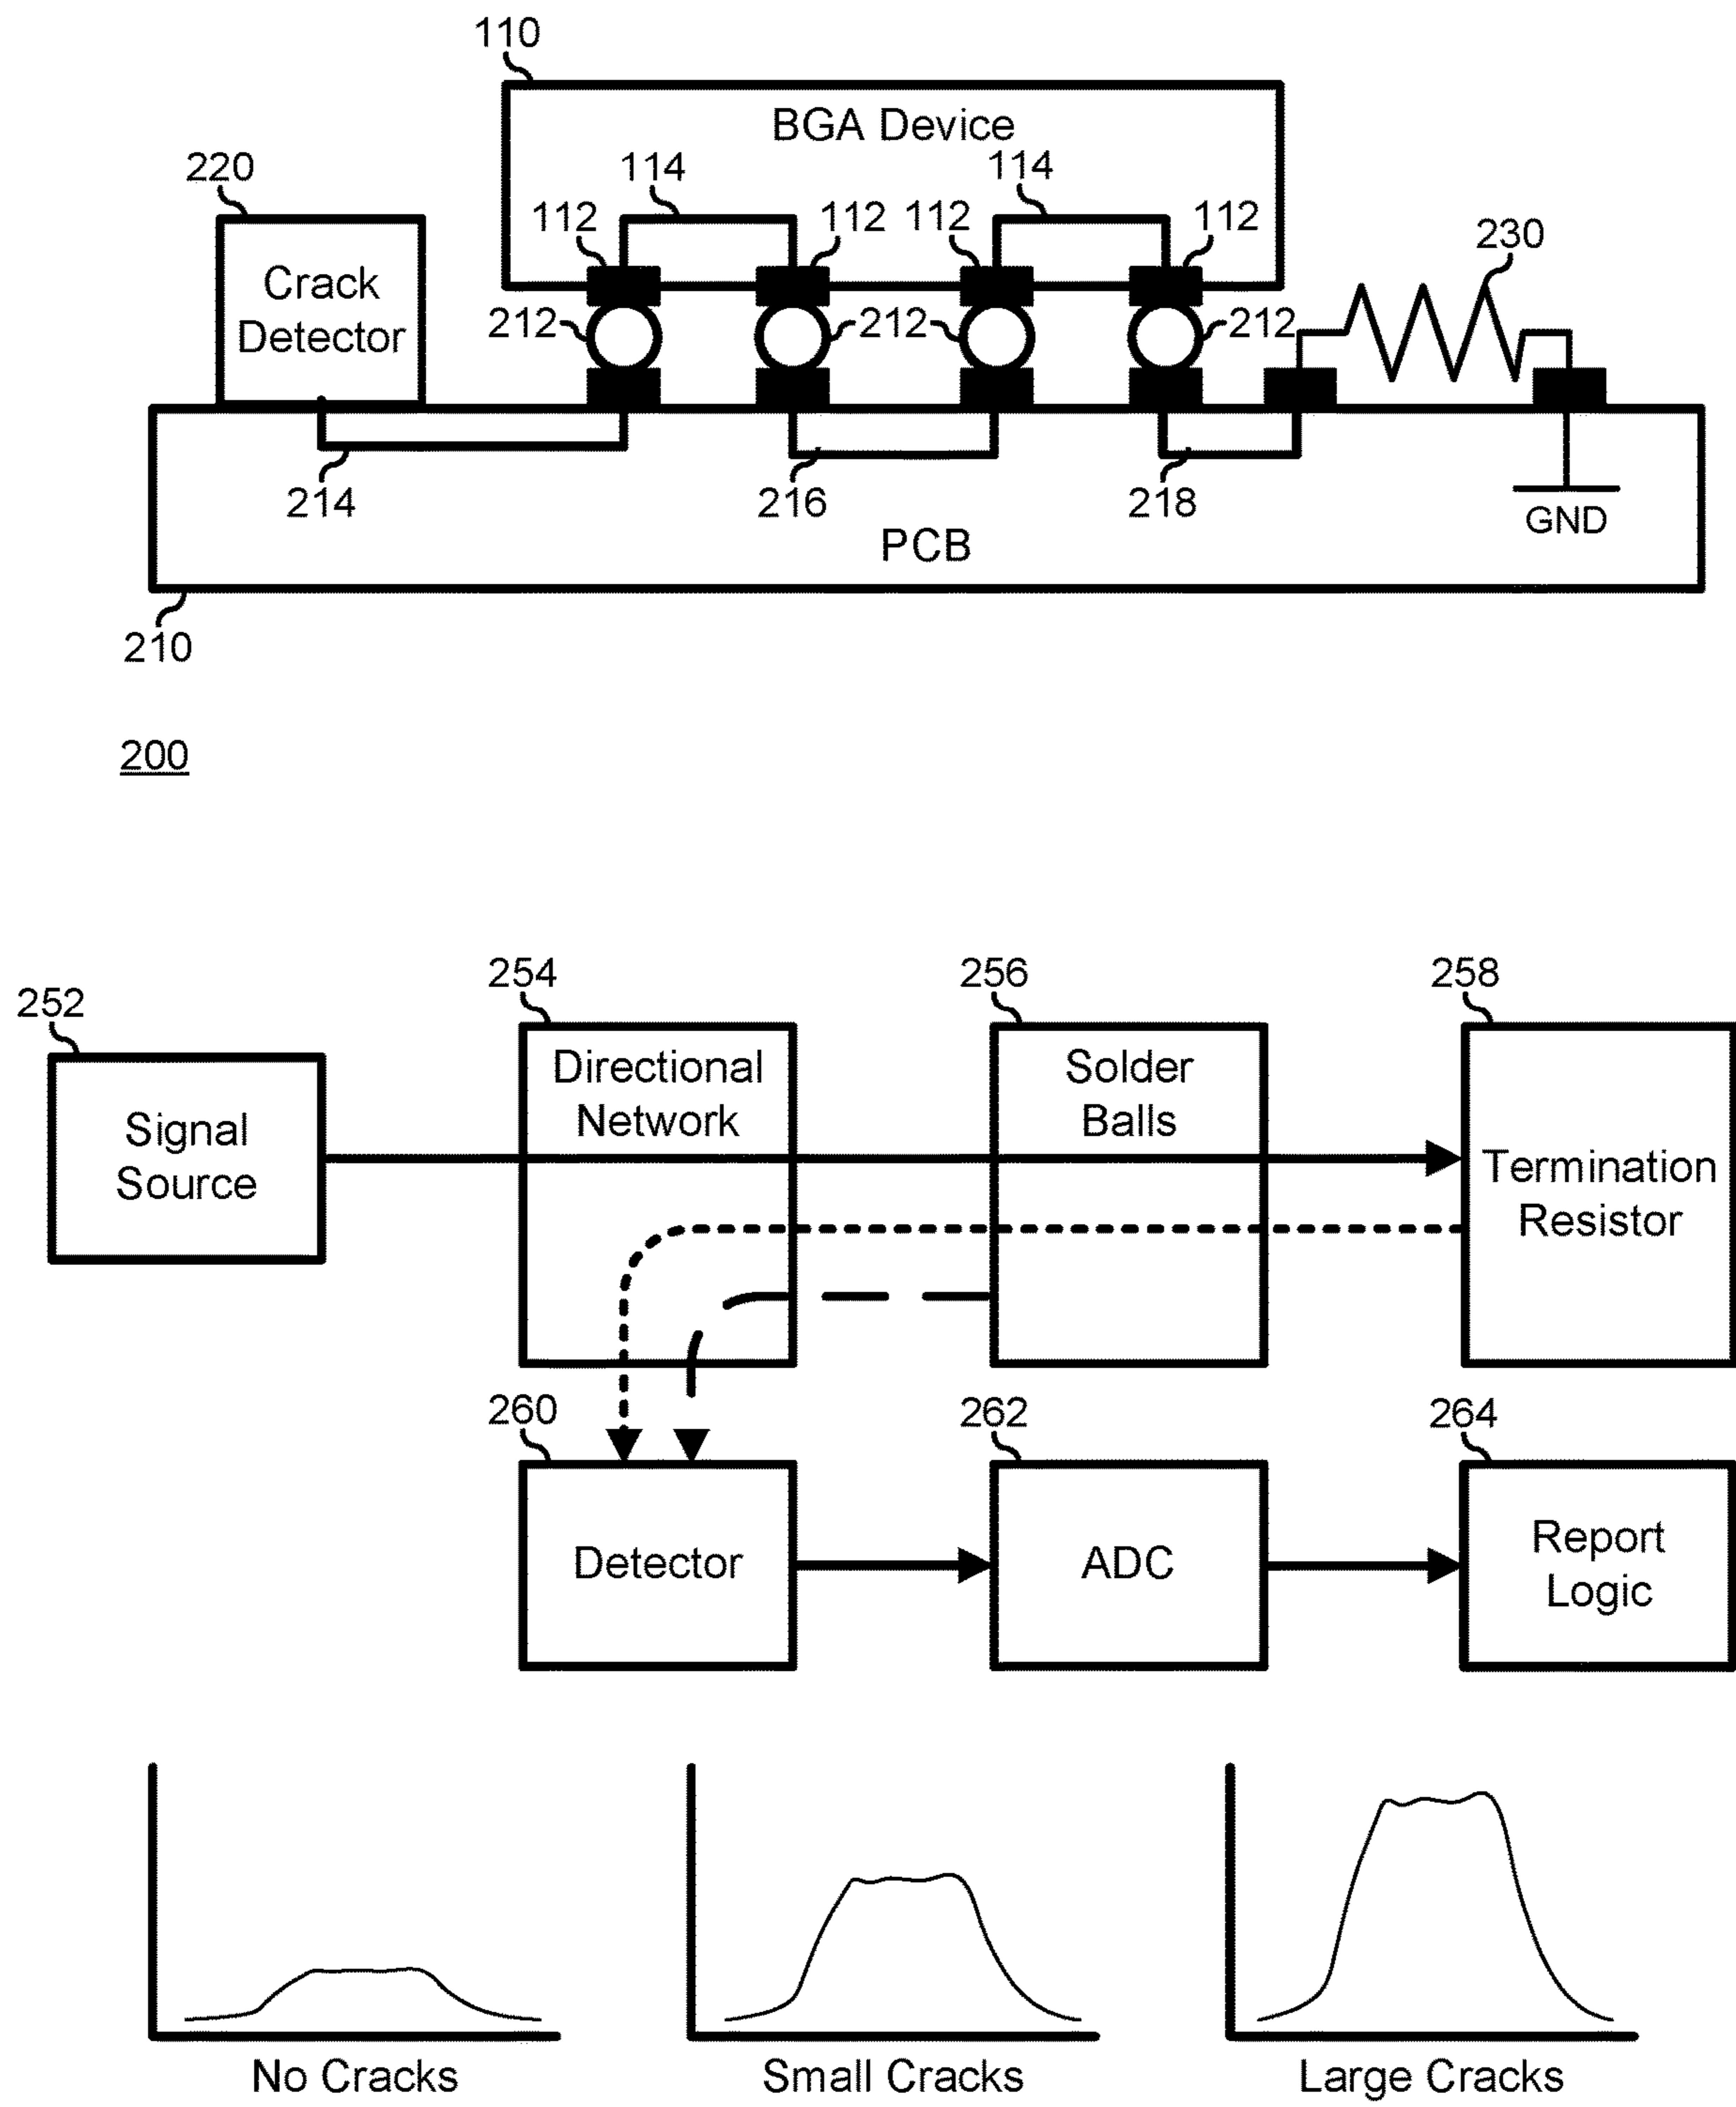 110
BGA Device
220
114
114
112
112
112
112
230
Crack
Detector
212
212
212
214
216
218
GND
PCB
210
200
252
254
256
258
Signal
Source
Directional
Network
Solder
Balls
Termination
Resistor
260
262
264
Detector
ADC
Report
Logic
No Cracks
Small Cracks
Large Cracks